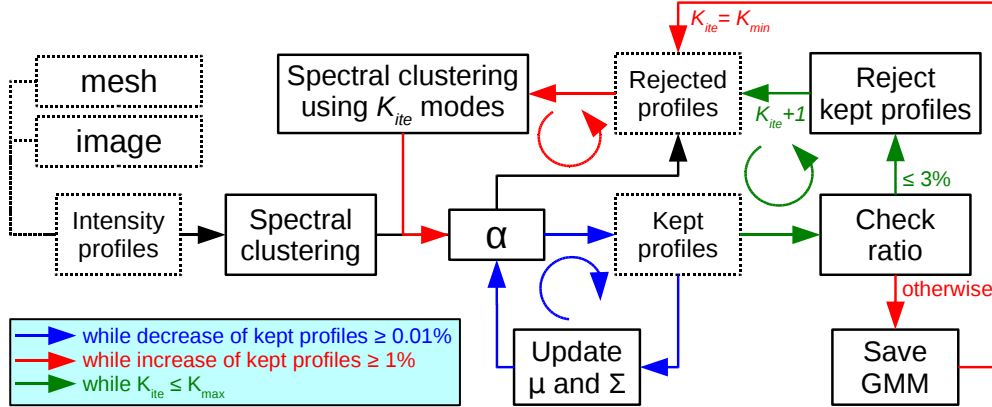 K_ite = K_min
mesh
image
Spectral clustering
using K_ite modes
Rejected
profiles
Reject
kept profiles
K_ite+1
≤ 3%
Intensity
profiles
Spectral
clustering
α
Kept
profiles
Check
ratio
otherwise
while decrease of kept profiles ≥ 0.01%
while increase of kept profiles ≥ 1%
while K_ite ≤ K_max
Update
μ and Σ
Save
GMM